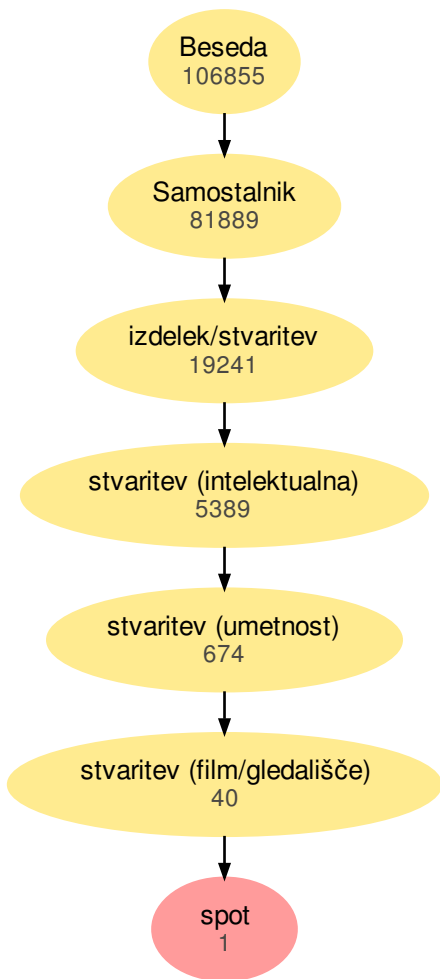 Beseda
106855
Samostalnik
81889
izdelek/stvaritev
19241
stvaritev (intelektualna)
5389
stvaritev (umetnost)
674
stvaritev (film/gledališče)
40
spot
1